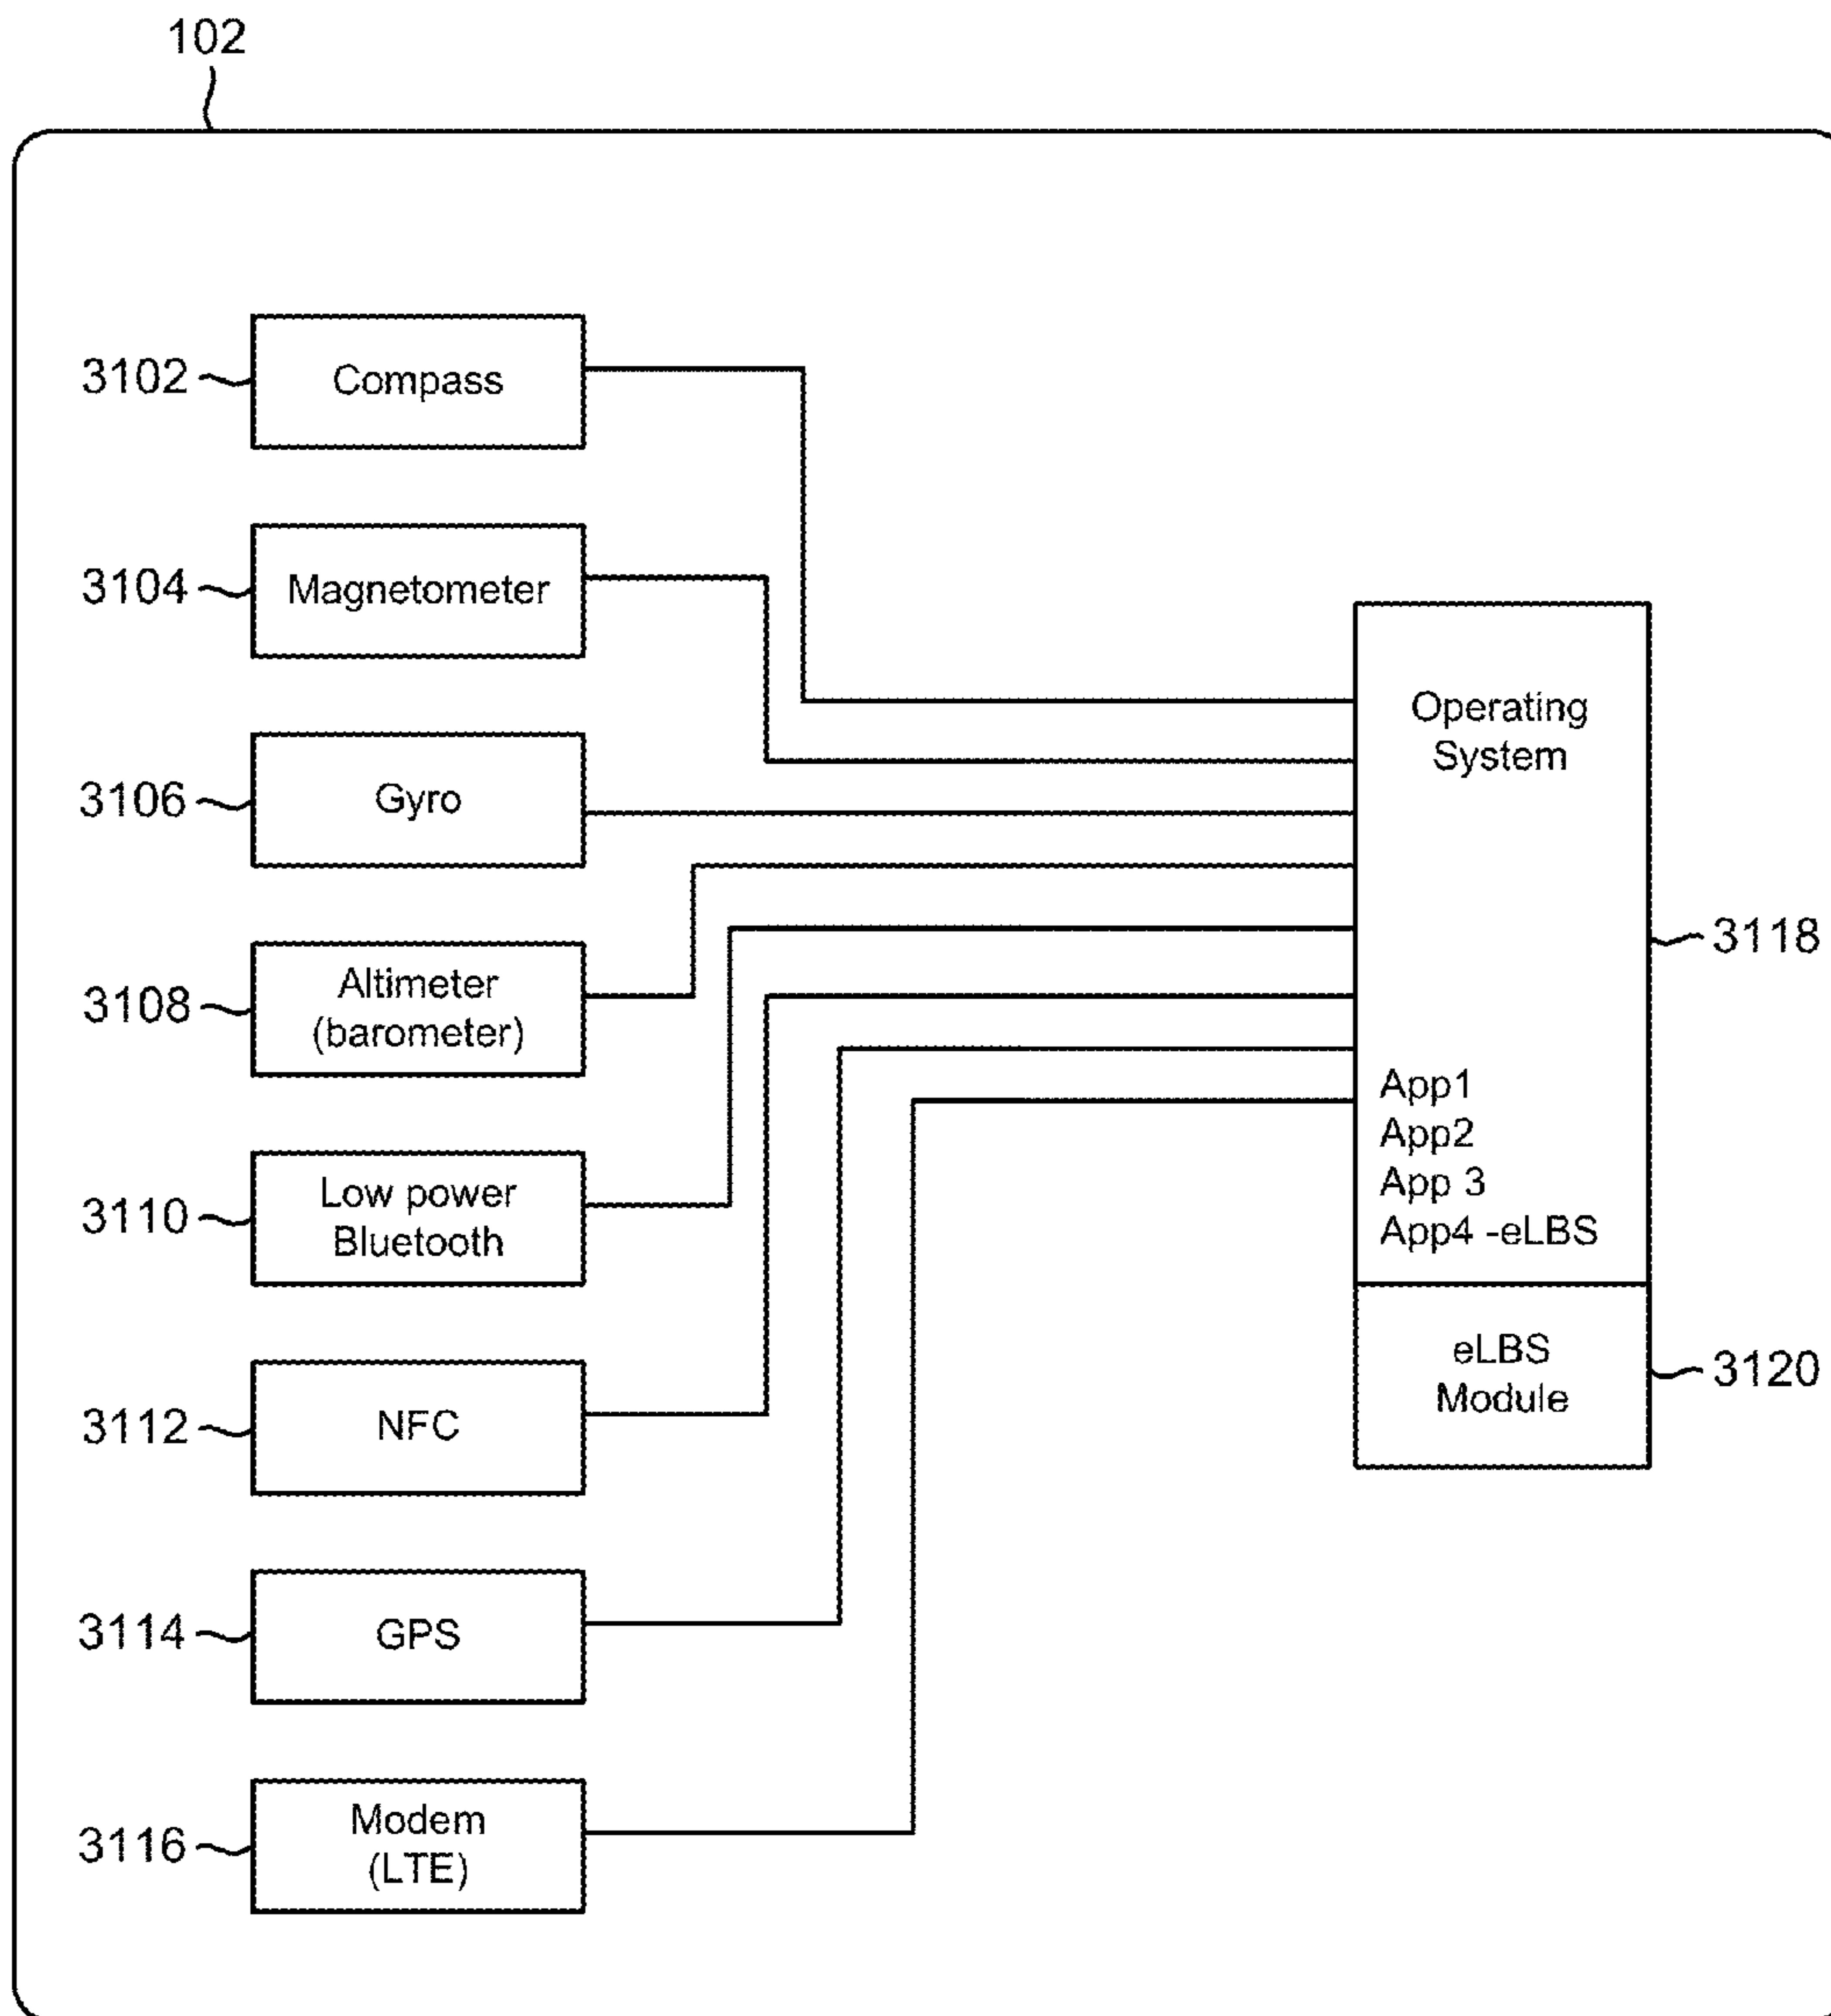 102
3102
Compass
3104
Magnetometer
3106
Gyro
3108
Altimeter
(barometer)
3110
Low power
Bluetooth
3112
NFC
3114
GPS
3116
Modem
(LTE)
Operating
System
App1
App2
App 3
App4 -eLBS
3118
eLBS
Module
3120